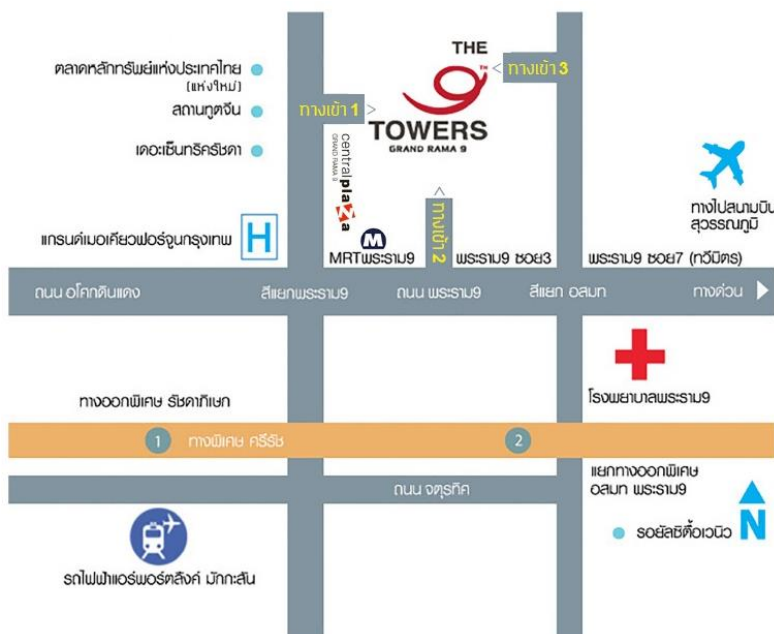 ตลาดหลักทรัพย์แห่งประเทศไทย
(แห่งใหม่)
สถานทูตจีน
เดอะเซ็นทริครัชดา
ทางเข้า 1
THE
9
TH
TOWERS
GRAND RAMA 9
ทางเข้า 3
centralplaza
GRAND RAMA 9
ทางเข้า 2
ทางไปสนามบิน
สุวรรณภูมิ
แกรนด์เมอเคียวฟอร์จูนกรุงเทพ
H
M
MRTพระราม9
พระราม9 ซอย3
พระราม9 ซอย7 (ทวีมิตร)
ถนน อโศกดินแดง
สี่แยกพระราม9
ถนน พระราม9
สี่แยก อสมท
ทางด่วน
โรงพยาบาลพระราม9
ทางออกพิเศษ รัชดาภิเษก
1
ทางพิเศษ ศรีรัช
2
แยกทางออกพิเศษ
อสมท พระราม9
ถนน จตุรทิศ
N
รอยัลซิตี้อเวนิว
รถไฟฟ้าแอร์พอร์ตลิงค์ มักกะสัน